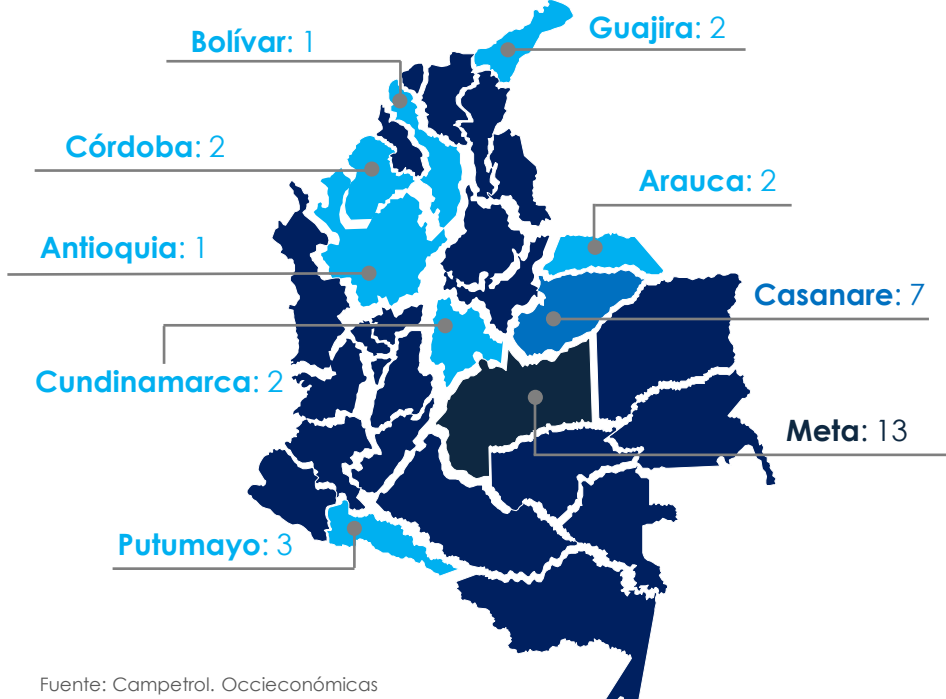 Guajira: 2
Bolívar: 1
Córdoba: 2
Arauca: 2
Antioquia: 1
Casanare: 7
Cundinamarca: 2
Meta: 13
Putumayo: 3
Fuente: Campetrol. Occieconómicas